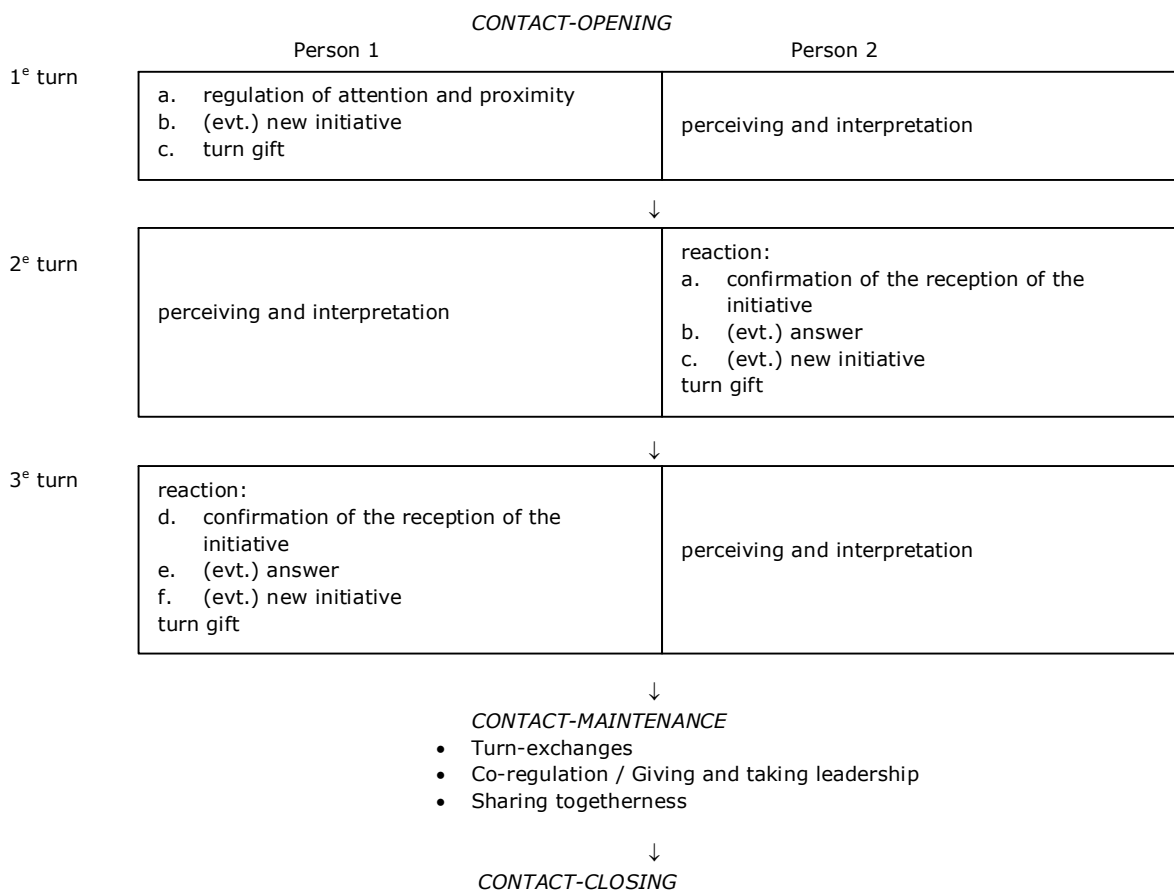 CONTACT-OPENING
Person 1 Person 2
1e turn
a. regulation of attention and proximity
b. (evt.) new initiative
c. turn gift
perceiving and interpretation
↓
2e turn
perceiving and interpretation
reaction:
a. confirmation of the reception of the
initiative
b. (evt.) answer
c. (evt.) new initiative
turn gift
↓
3e turn
reaction:
d. confirmation of the reception of the
initiative
e. (evt.) answer
f. (evt.) new initiative
turn gift
perceiving and interpretation
↓
CONTACT-MAINTENANCE
• Turn-exchanges
• Co-regulation / Giving and taking leadership
• Sharing togetherness
↓
CONTACT-CLOSING